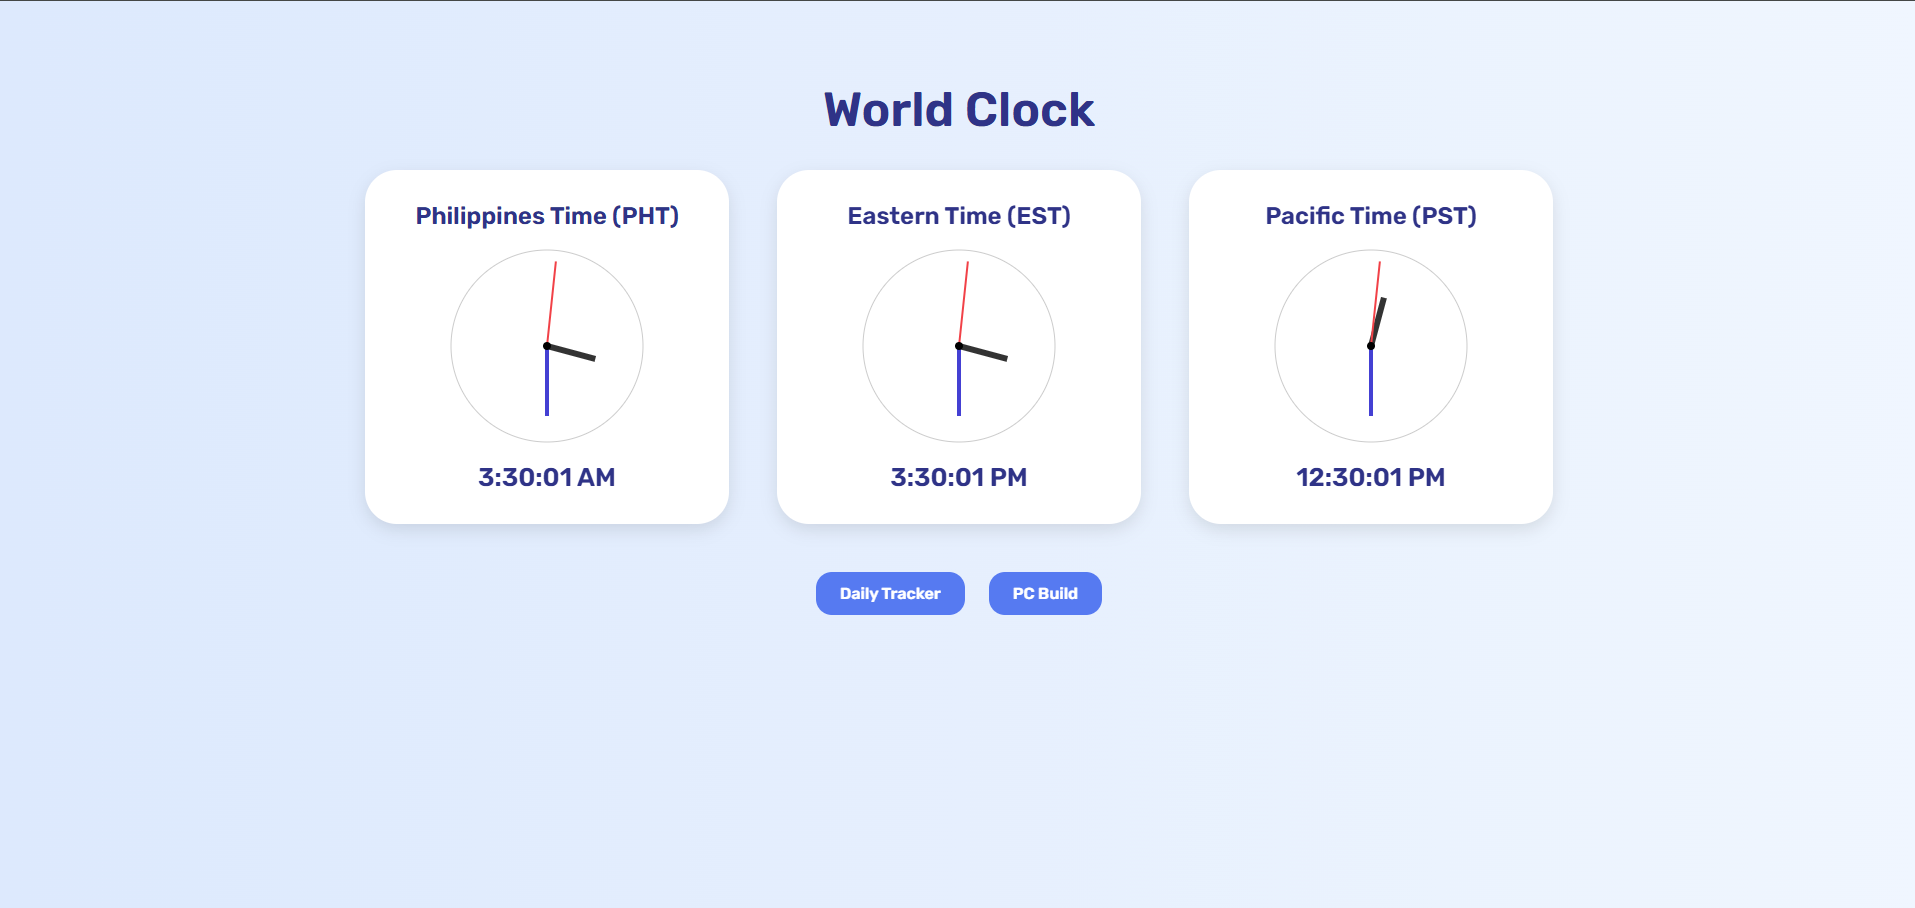 World Clock
Philippines Time (PHT)
Eastern Time (EST)
Pacific Time (PST)
3:30:01 AM
3:30:01 PM
12:30:01 PM
Daily Tracker
PC Build